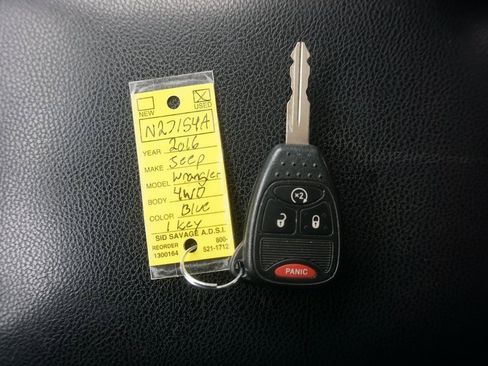 NEW USED
N27154A
YEAR 2016
MAKE Jeep
MODEL Wrangler
BODY 4WD
COLOR Blue
1 Key
SID SAVAGE A.D.S.I.
REORDER 800-
1300164 521-1712
x2
PANIC